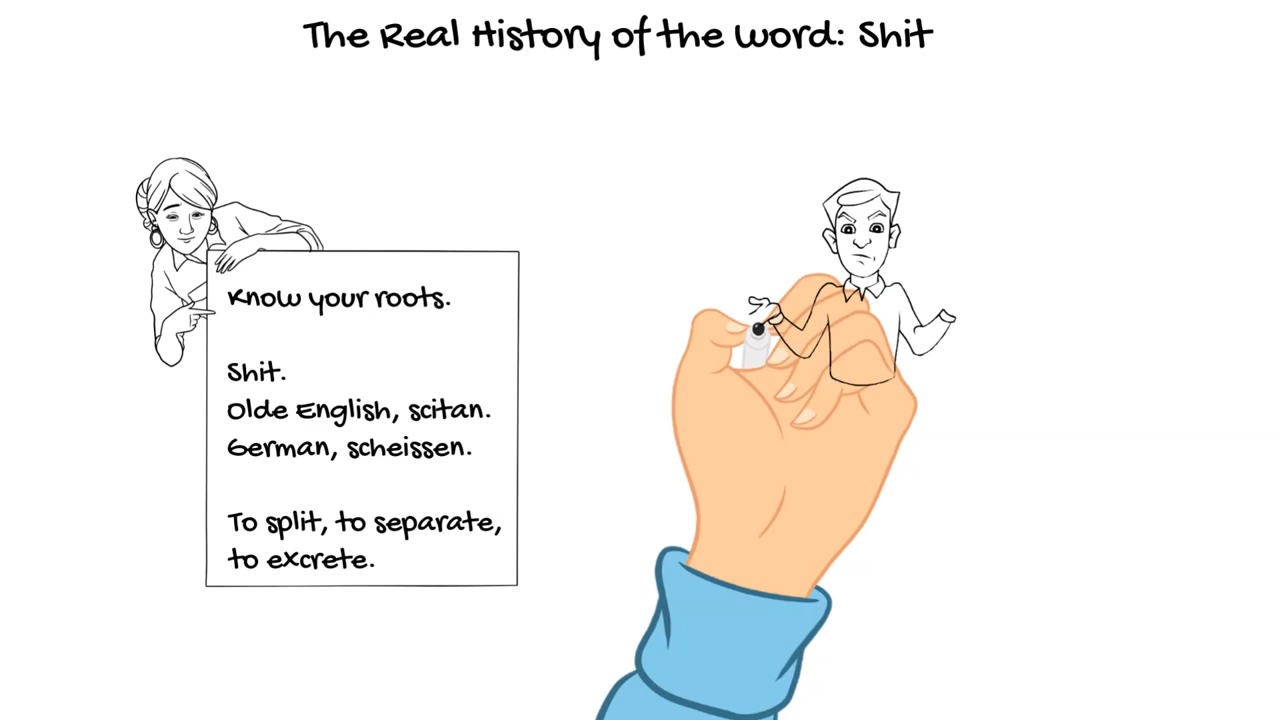 The Real History of the word: Shit
Know your roots.
Shit.
Olde English, scitan.
German, scheissen.
To split, to separate,
to excrete.